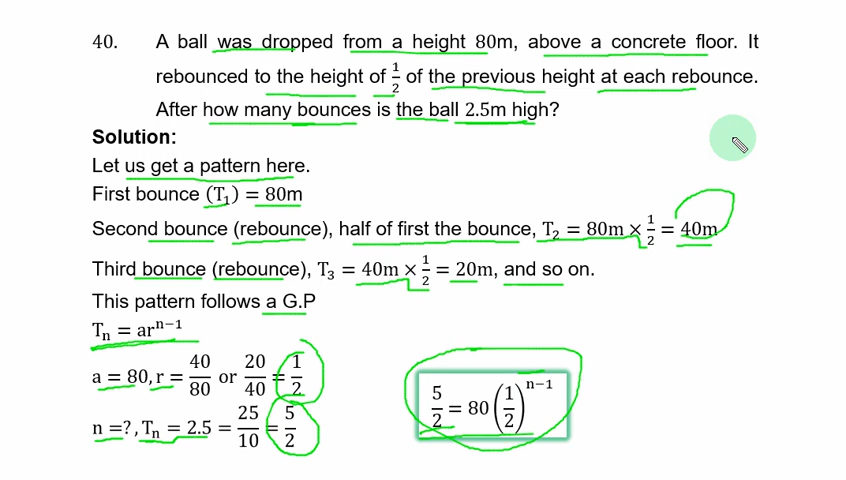 40. A ball was dropped from a height 80m, above a concrete floor. It
rebounced to the height of 1/2 of the previous height at each rebounce.
After how many bounces is the ball 2.5m high?
Solution:
Let us get a pattern here.
First bounce (T₁) = 80m
Second bounce (rebounce), half of first the bounce, T₂ = 80m × 1/2 = 40m
Third bounce (rebounce), T₃ = 40m × 1/2 = 20m, and so on.
This pattern follows a G.P
Tₙ = arⁿ⁻¹
a = 80, r = 40/80 or 20/40 = 1/2
n =?, Tₙ = 2.5 = 25/10 = 5/2
5/2 = 80(1/2)ⁿ⁻¹